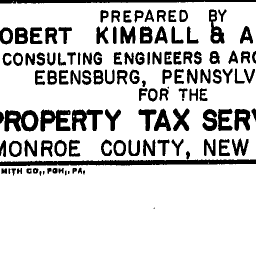 PREPARED BY
OBERT KIMBALL & A
CONSULTING ENGINEERS & ARC
EBENSBURG, PENNSYLV
FOR THE
PROPERTY TAX SERV
MONROE COUNTY, NEW
MITH CO., PGH., PA.